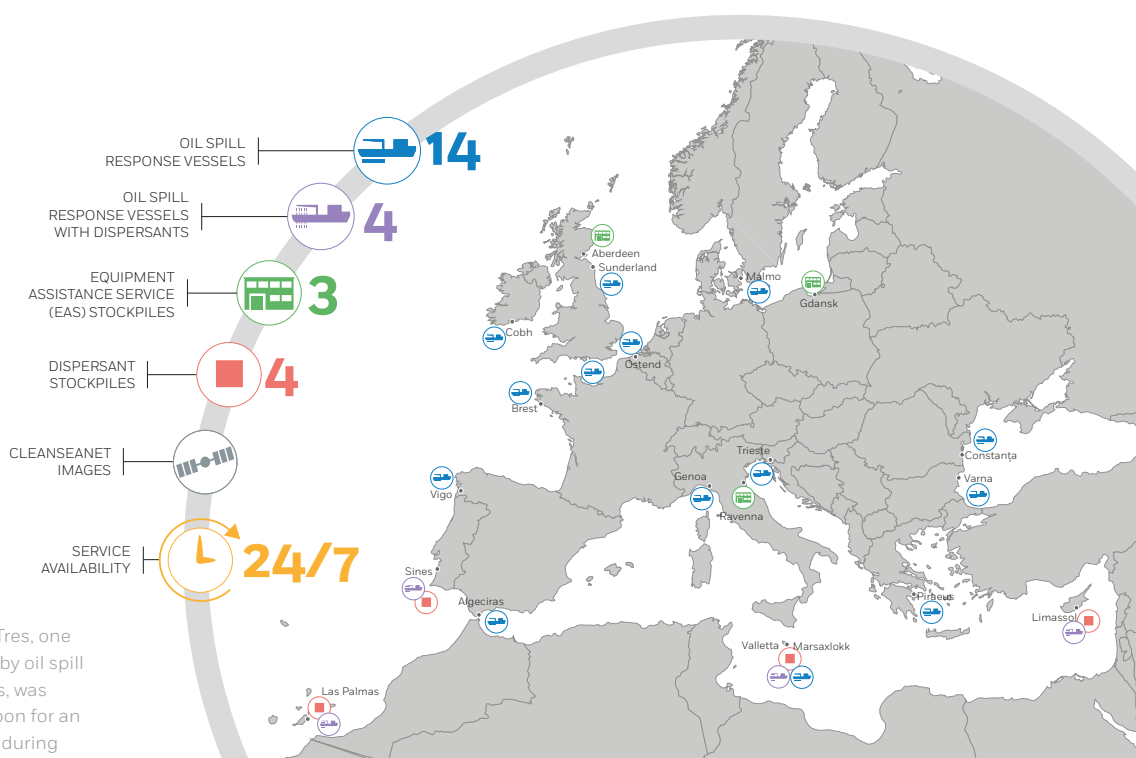 OIL SPILL
RESPONSE VESSELS
14
OIL SPILL
RESPONSE VESSELS
WITH DISPERSANTS
4
EQUIPMENT
ASSISTANCE SERVICE
(EAS) STOCKPILES
3
DISPERSANT
STOCKPILES
4
CLEANSEANET
IMAGES
SERVICE
AVAILABILITY
24/7
Tres, one
by oil spill
s, was
on for an
during
Aberdeen
Sunderland
Malmo
Gdansk
Cobh
Ostend
Brest
Trieste
Constanța
Genoa
Varna
Vigo
Ravenna
Sines
Algeciras
Piraeus
Limassol
Valletta
Marsaxlokk
Las Palmas